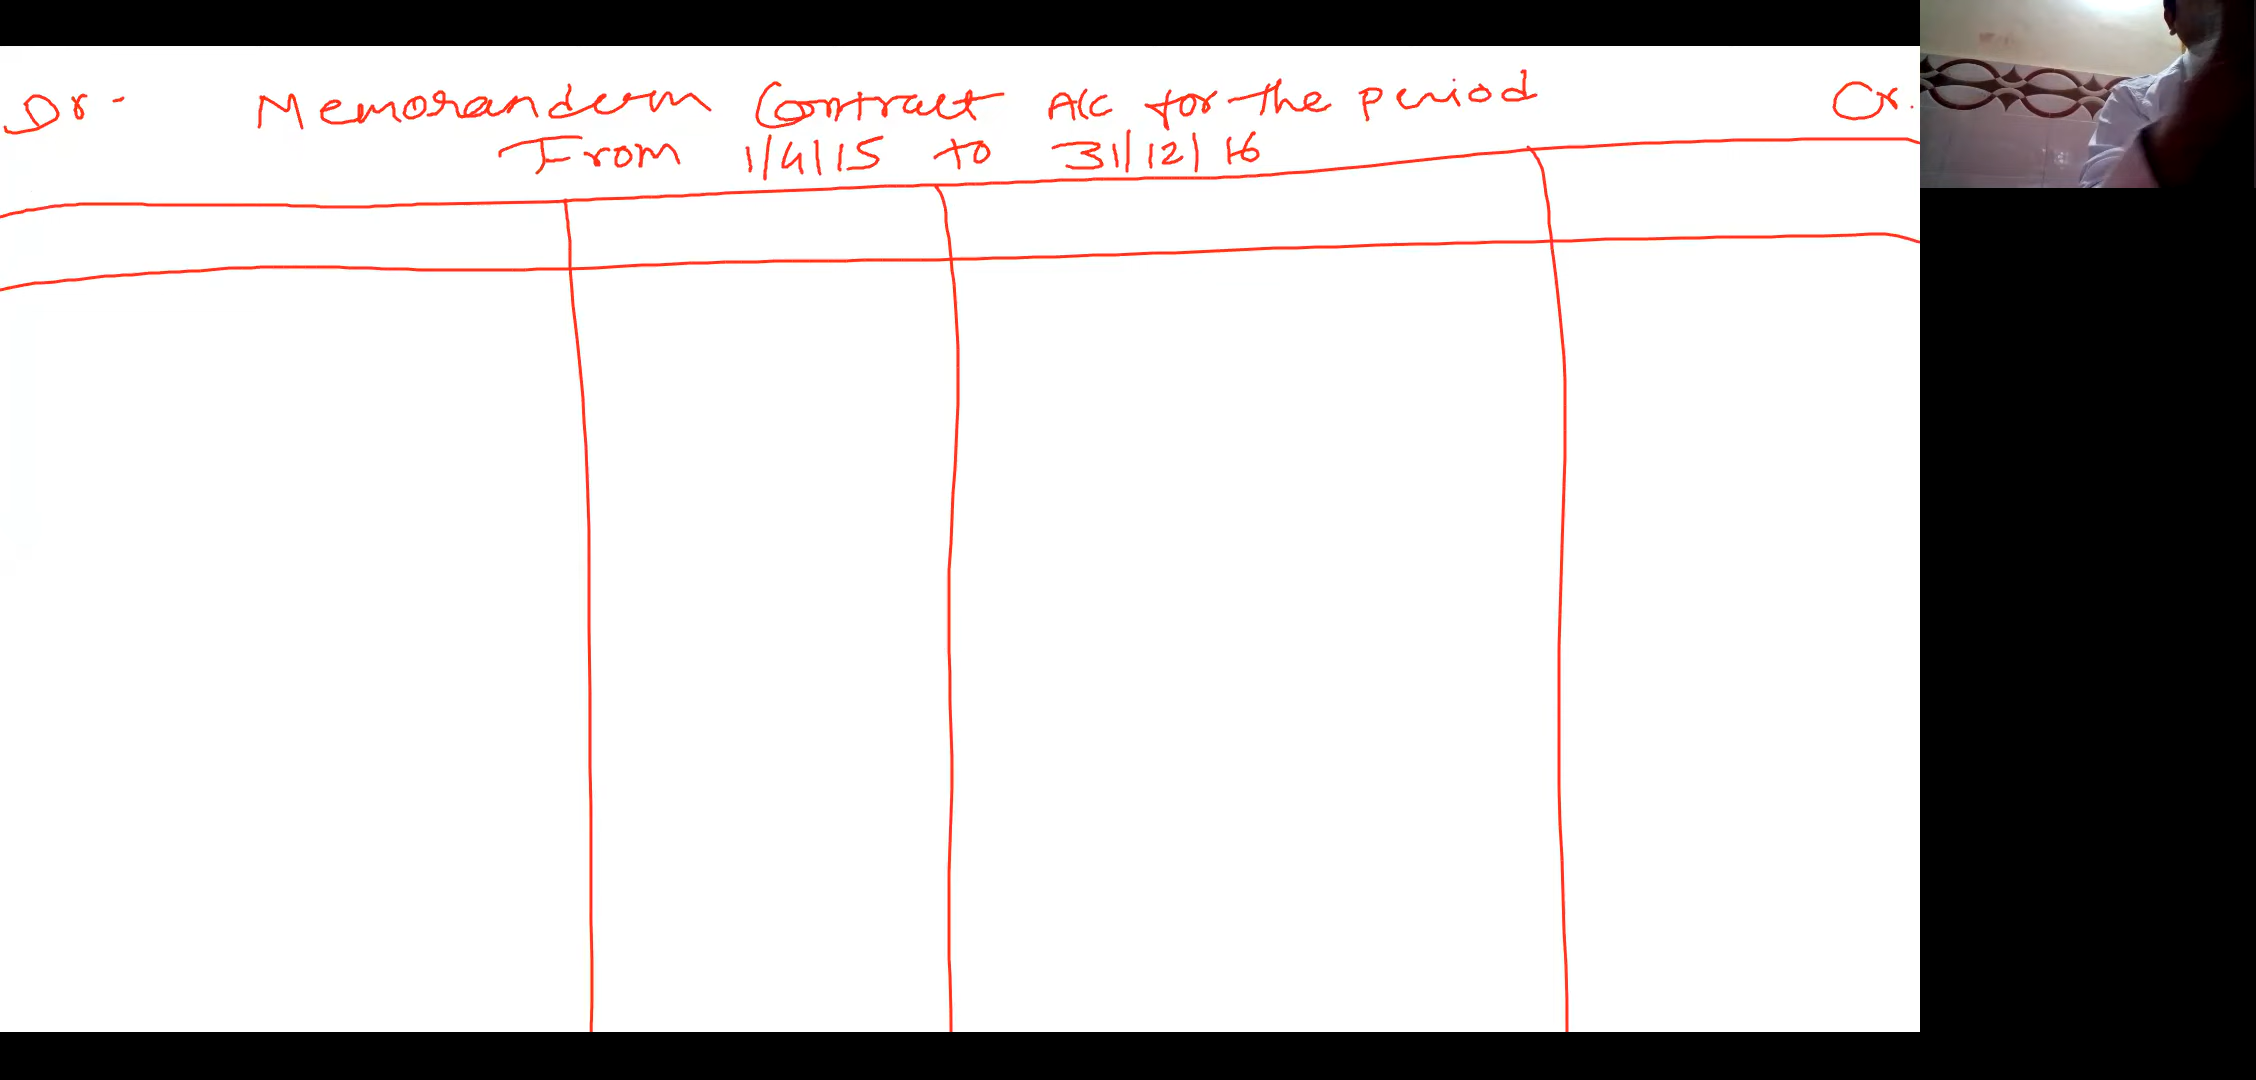 Dr. Memorandum Contract A/C for the period Cr.
From 1/4/15 to 31/12/16